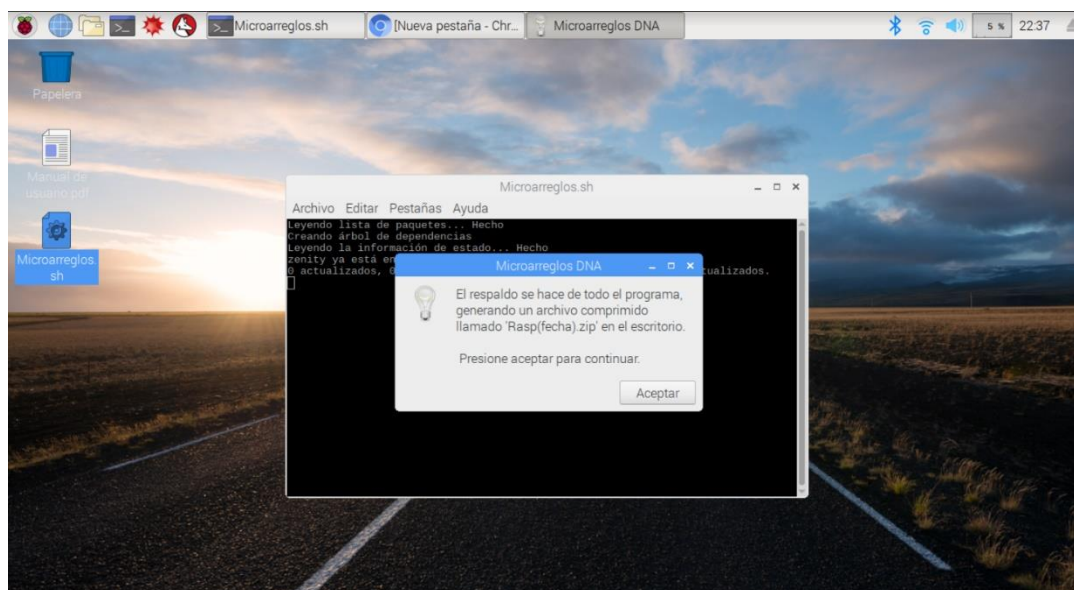 Microarreglos.sh
[Nueva pestaña - Chr...
Microarreglos DNA
5 %
22:37
Papelera
Manual de
usuario pdf
Microarreglos.
sh
Microarreglos.sh
Archivo Editar Pestañas Ayuda
Leyendo lista de paquetes... Hecho
Creando árbol de dependencias
Leyendo la información de estado... Hecho
zenity ya está en
0 actualizados, 0
tualizados.
Microarreglos DNA
El respaldo se hace de todo el programa,
generando un archivo comprimido
llamado 'Rasp(fecha).zip' en el escritorio.
Presione aceptar para continuar.
Aceptar